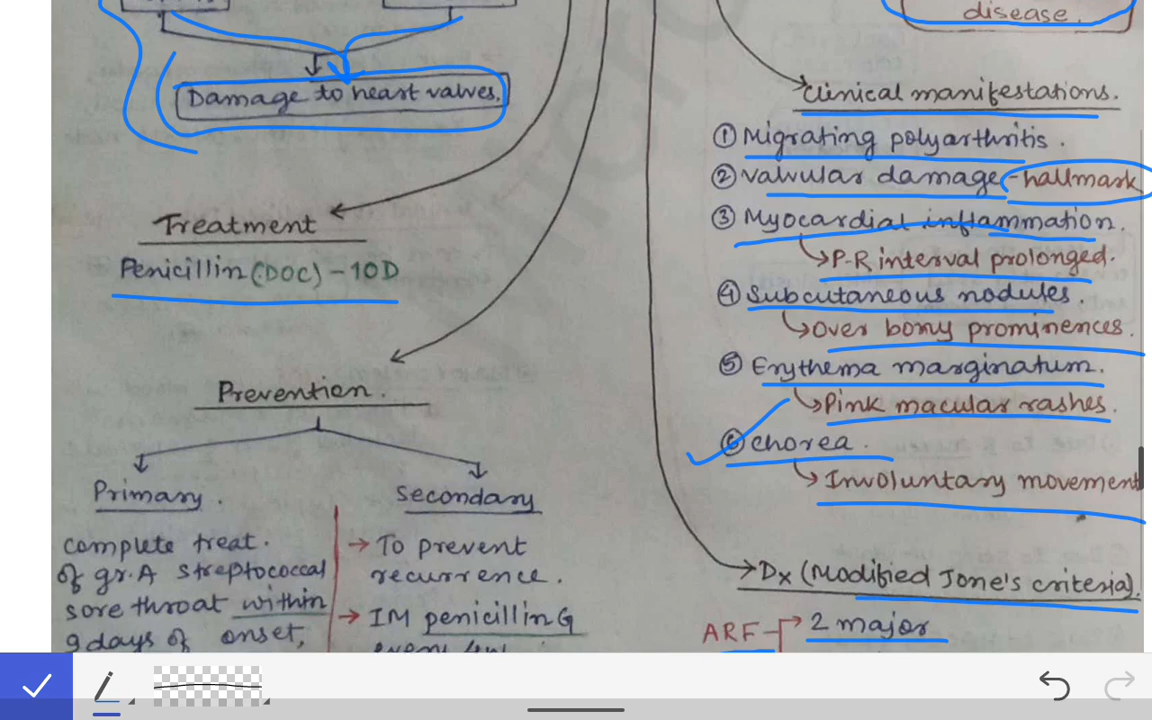 disease.
Damage to heart valves.
Clinical manifestations.
① Migrating polyarthritis.
② valvular damage - hallmark
③ Myocardial inflammation.
P-R interval prolonged.
④ Subcutaneous nodules.
Over bony prominences.
⑤ Erythema marginatum.
Pink macular rashes.
⑥ chorea.
Involuntary movement
Treatment
Penicillin (DOC) - 10D
Prevention.
Primary.
complete treat.
of gr. A streptococcal
sore throat within
9 days of onset,
Secondary
→ To prevent
recurrence.
→ IM penicillin G
every 4w
Dx (Modified Jone's criteria).
ARF
2 major